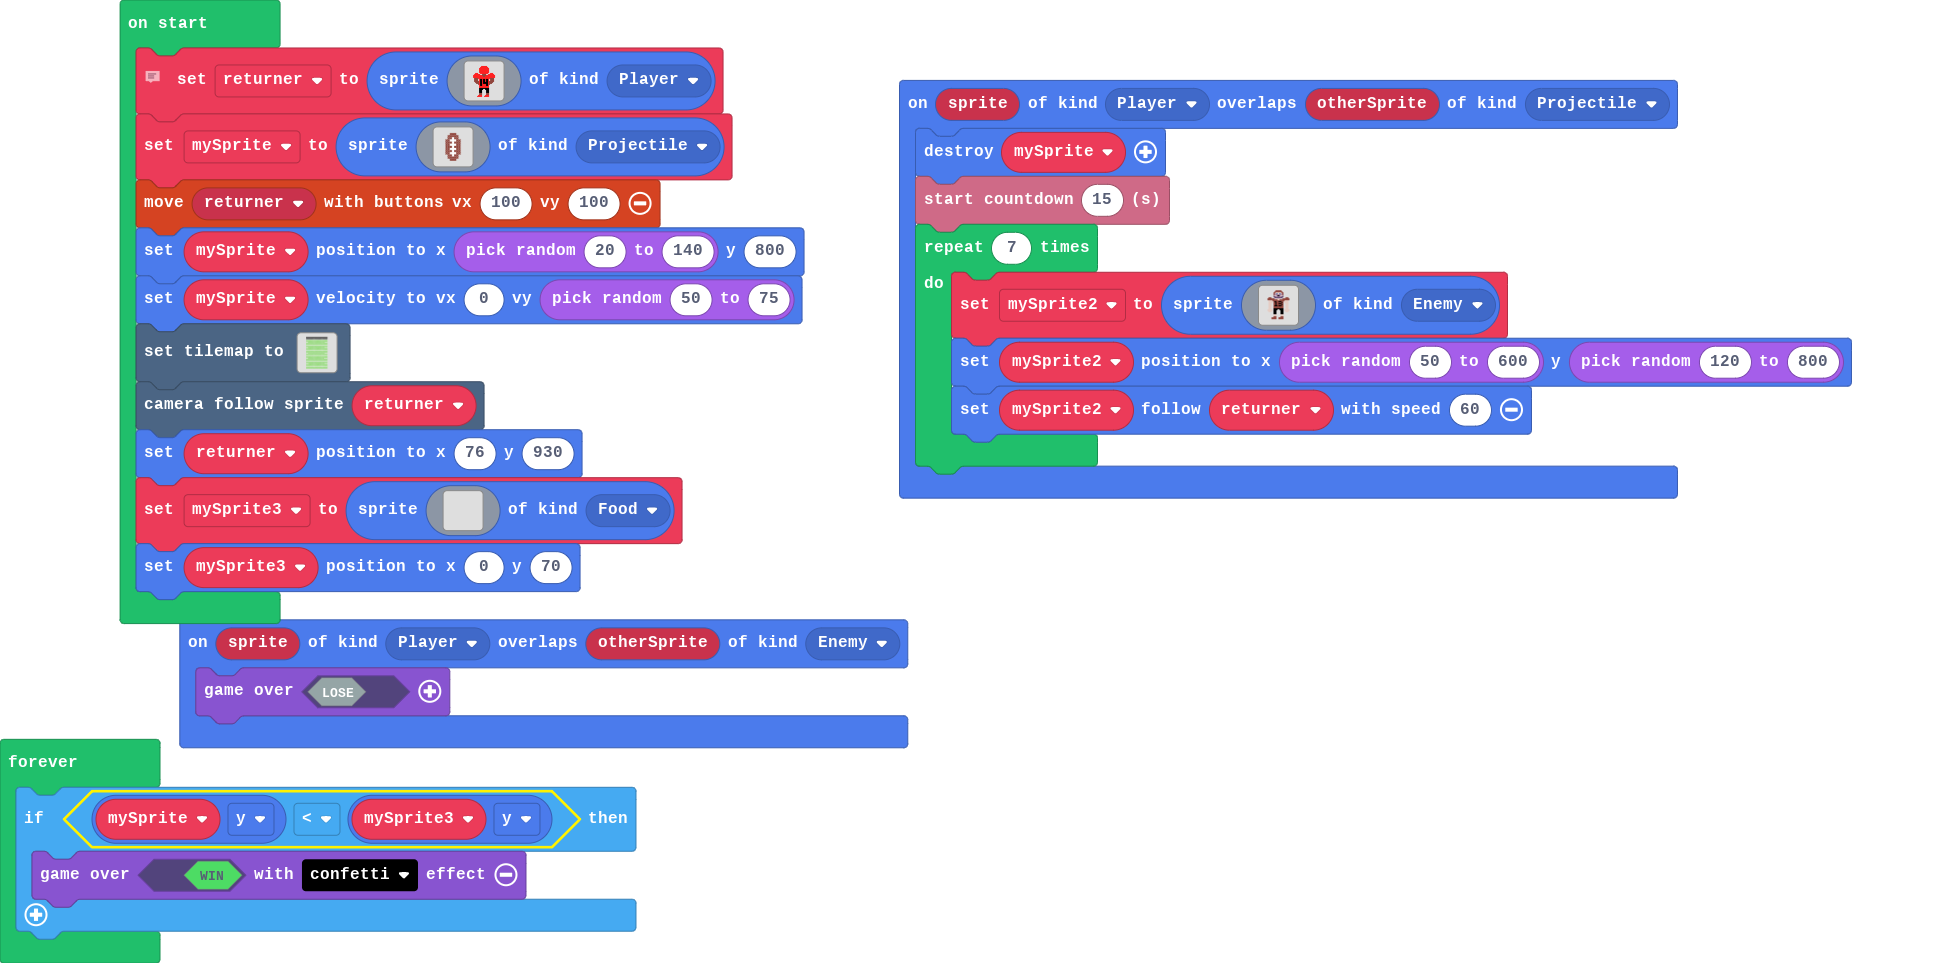 on start
set returner to sprite of kind Player
set mySprite to sprite of kind Projectile
move returner with buttons vx 100 vy 100
set mySprite position to x pick random 20 to 140 y 800
set mySprite velocity to vx 0 vy pick random 50 to 75
set tilemap to
camera follow sprite returner
set returner position to x 76 y 930
set mySprite3 to sprite of kind Food
set mySprite3 position to x 0 y 70
on sprite of kind Player overlaps otherSprite of kind Projectile
destroy mySprite
start countdown 15 (s)
repeat 7 times
do
set mySprite2 to sprite of kind Enemy
set mySprite2 position to x pick random 50 to 600 y pick random 120 to 800
set mySprite2 follow returner with speed 60
on sprite of kind Player overlaps otherSprite of kind Enemy
game over LOSE
forever
if mySprite y < mySprite3 y then
game over WIN with confetti effect